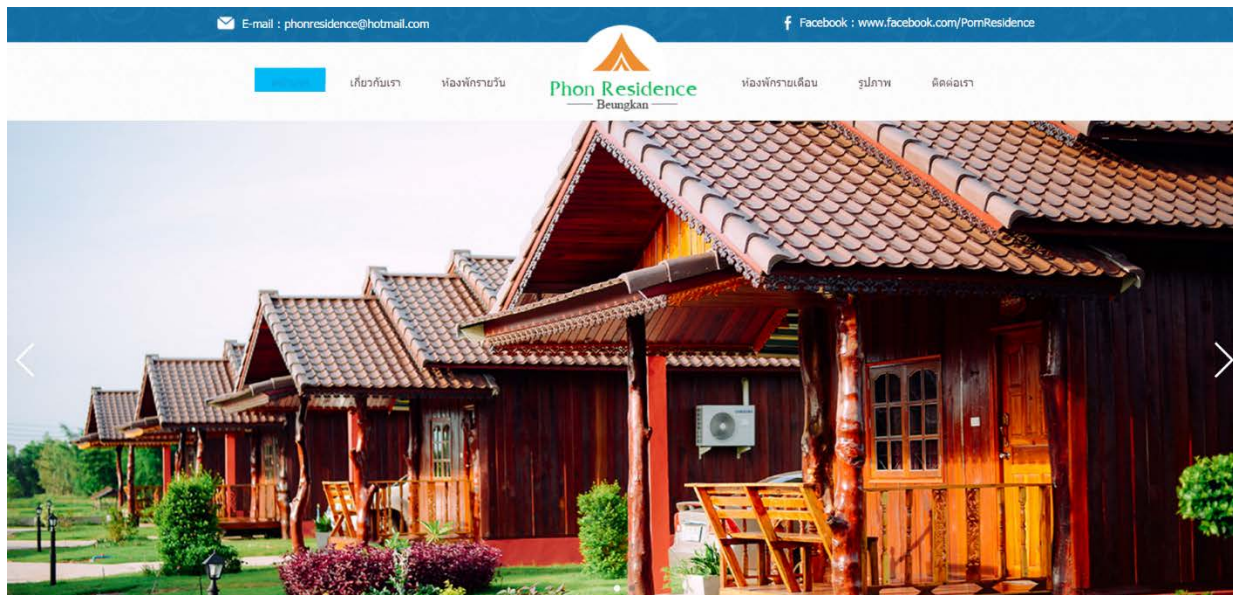 E-mail : phonresidence@hotmail.com
Facebook : www.facebook.com/PornResidence
เกี่ยวกับเรา
ห้องพักรายวัน
Phon Residence
Beungkan
ห้องพักรายเดือน
รูปภาพ
ติดต่อเรา